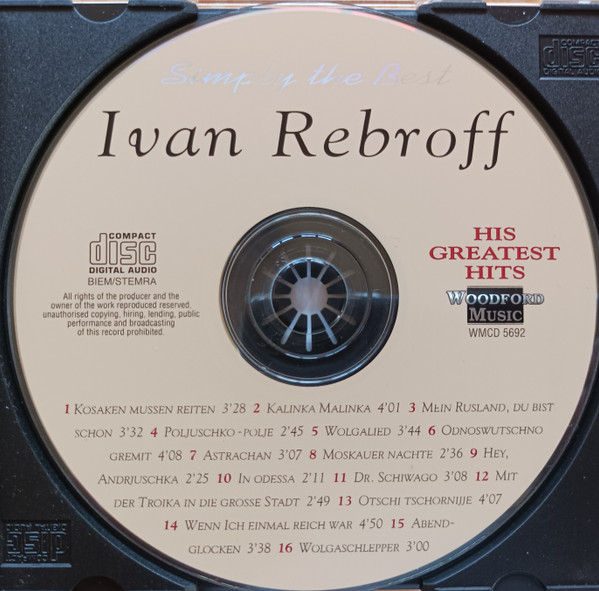 Simply the Best
Ivan Rebroff
COMPACT
disc
DIGITAL AUDIO
BIEM/STEMRA
All rights of the producer and the
owner of the work reproduced reserved,
unauthorised copying, hiring, lending, public
performance and broadcasting
of this record prohibited.
HIS
GREATEST
HITS
WOODFORD
MUSIC
WMCD 5692
1 KOSAKEN MUSSEN REITEN 3'28 2 KALINKA MALINKA 4'01 3 MEIN RUSLAND, DU BIST
SCHON 3'32 4 POLJUSCHKO-POLJE 2'45 5 WOLGALIED 3'44 6 ODNOSWUTSCHNO
GREMIT 4'08 7 ASTRACHAN 3'07 8 MOSKAUER NACHTE 2'36 9 HEY,
ANDRJUSCHKA 2'25 10 IN ODESSA 2'11 11 DR. SCHIWAGO 3'08 12 MIT
DER TROIKA IN DIE GROSSE STADT 2'49 13 OTSCHI TSCHORNIJJE 4'07
14 WENN ICH EINMAL REICH WAR 4'50 15 ABEND-
GLOCKEN 3'38 16 WOLGASCHLEPPER 3'00
COMPACT
disc
DIGITAL AUDIO